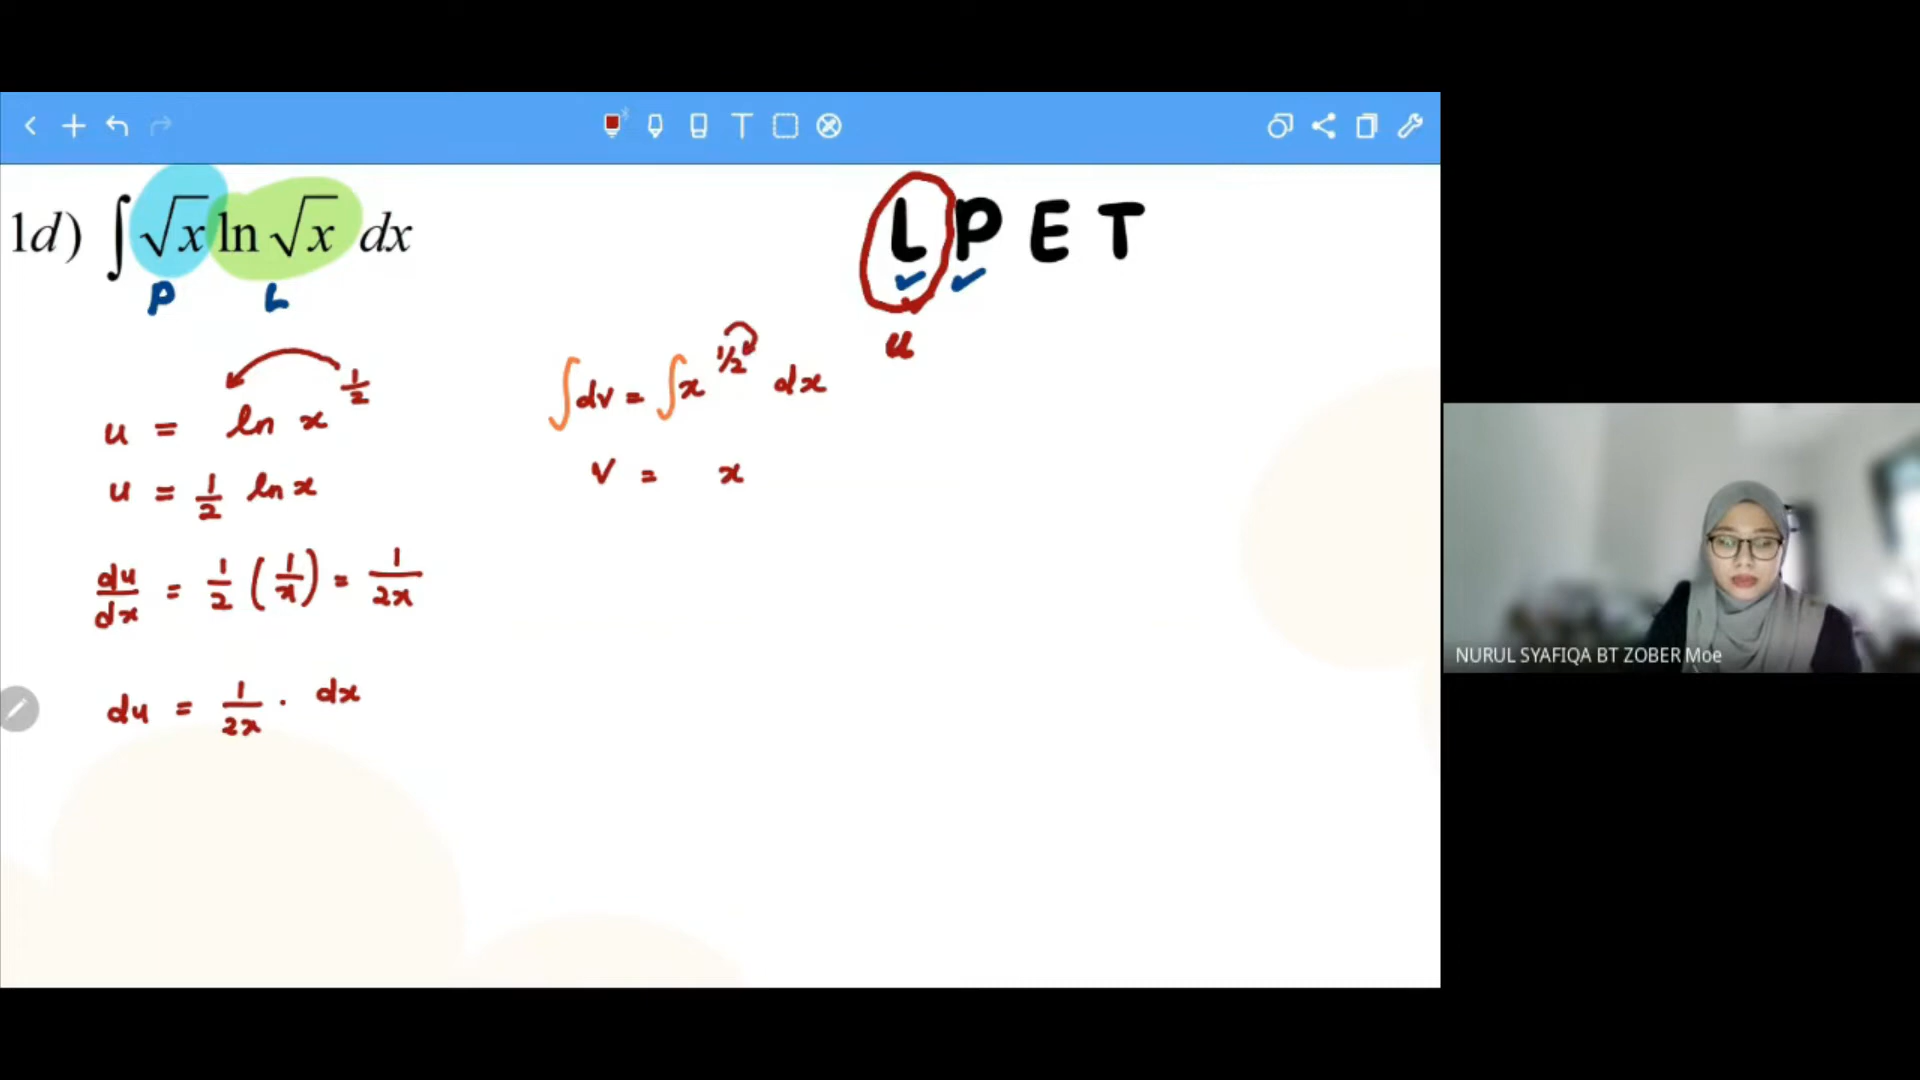 1d) ∫ √x ln √x dx
P L
L P E T
u
u = ln x^{1/2}
u = 1/2 ln x
du/dx = 1/2 (1/x) = 1/2x
du = 1/2x · dx
∫ dv = ∫ x^{1/2} dx
v = x
NURUL SYAFIQA BT ZOBER Moe